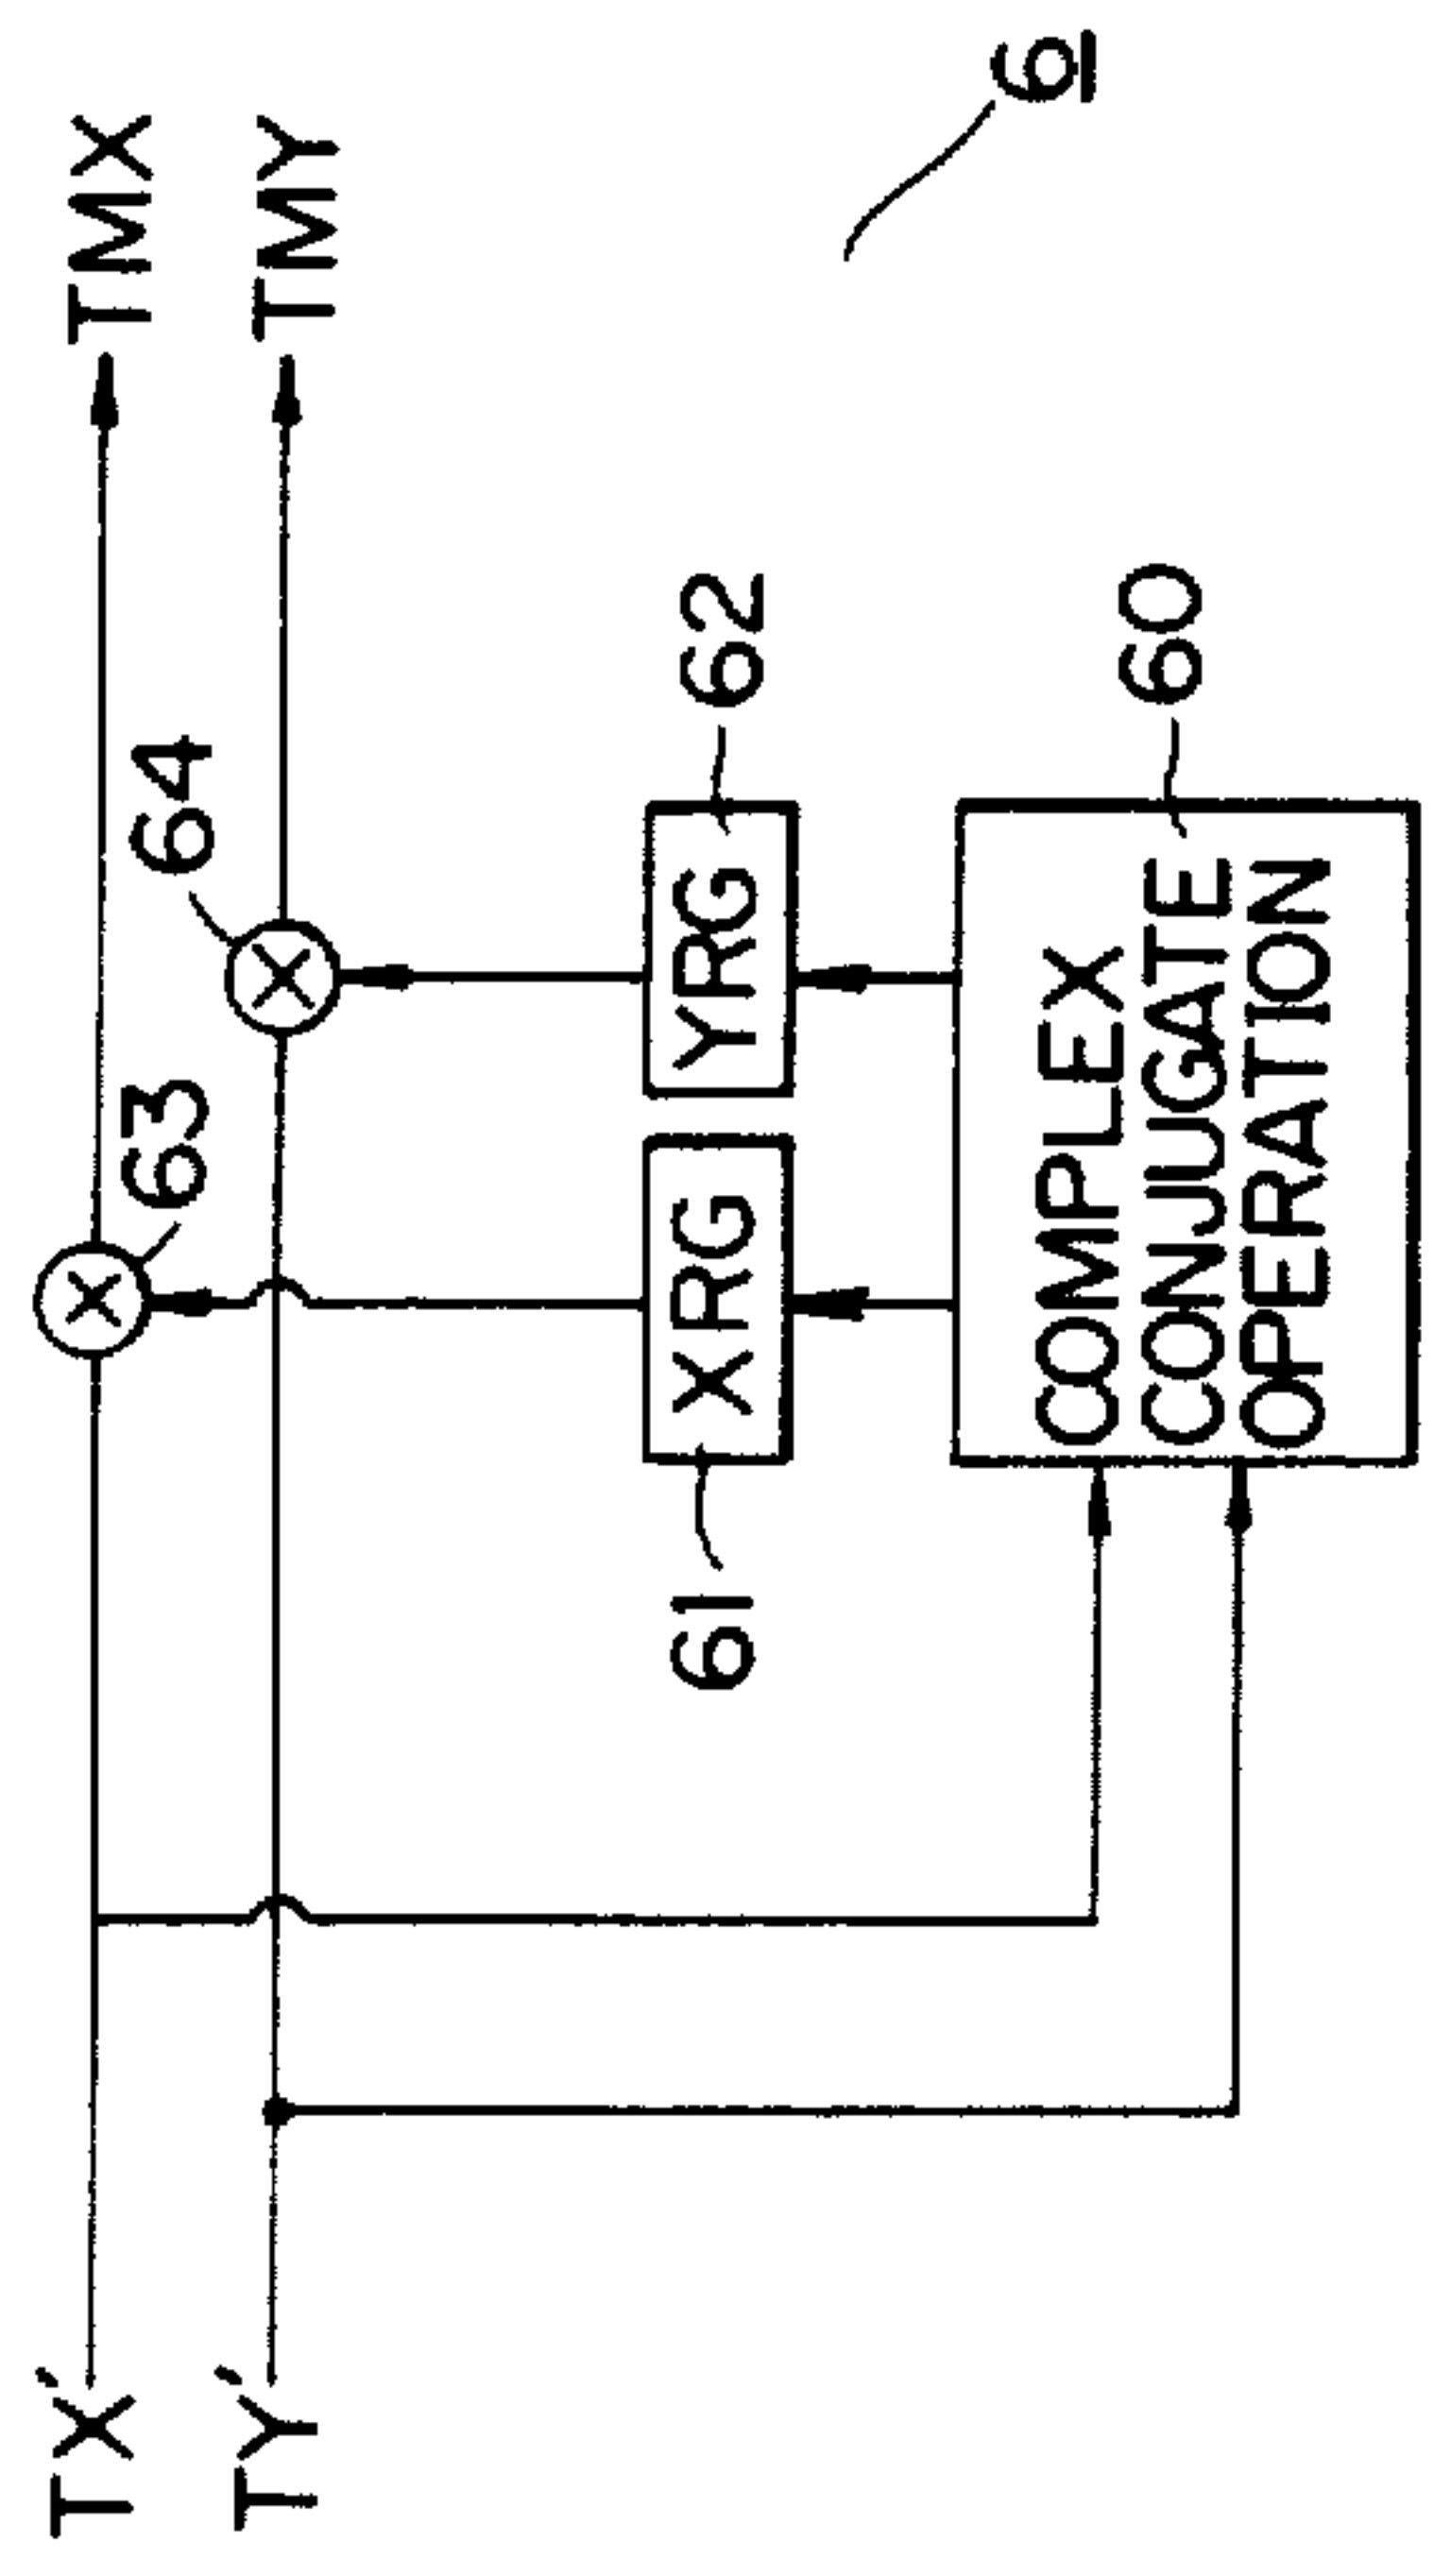 TX′
TY′
TMX
TMY
63
64
61
XRG
YRG
62
COMPLEX
CONJUGATE
OPERATION
60
6